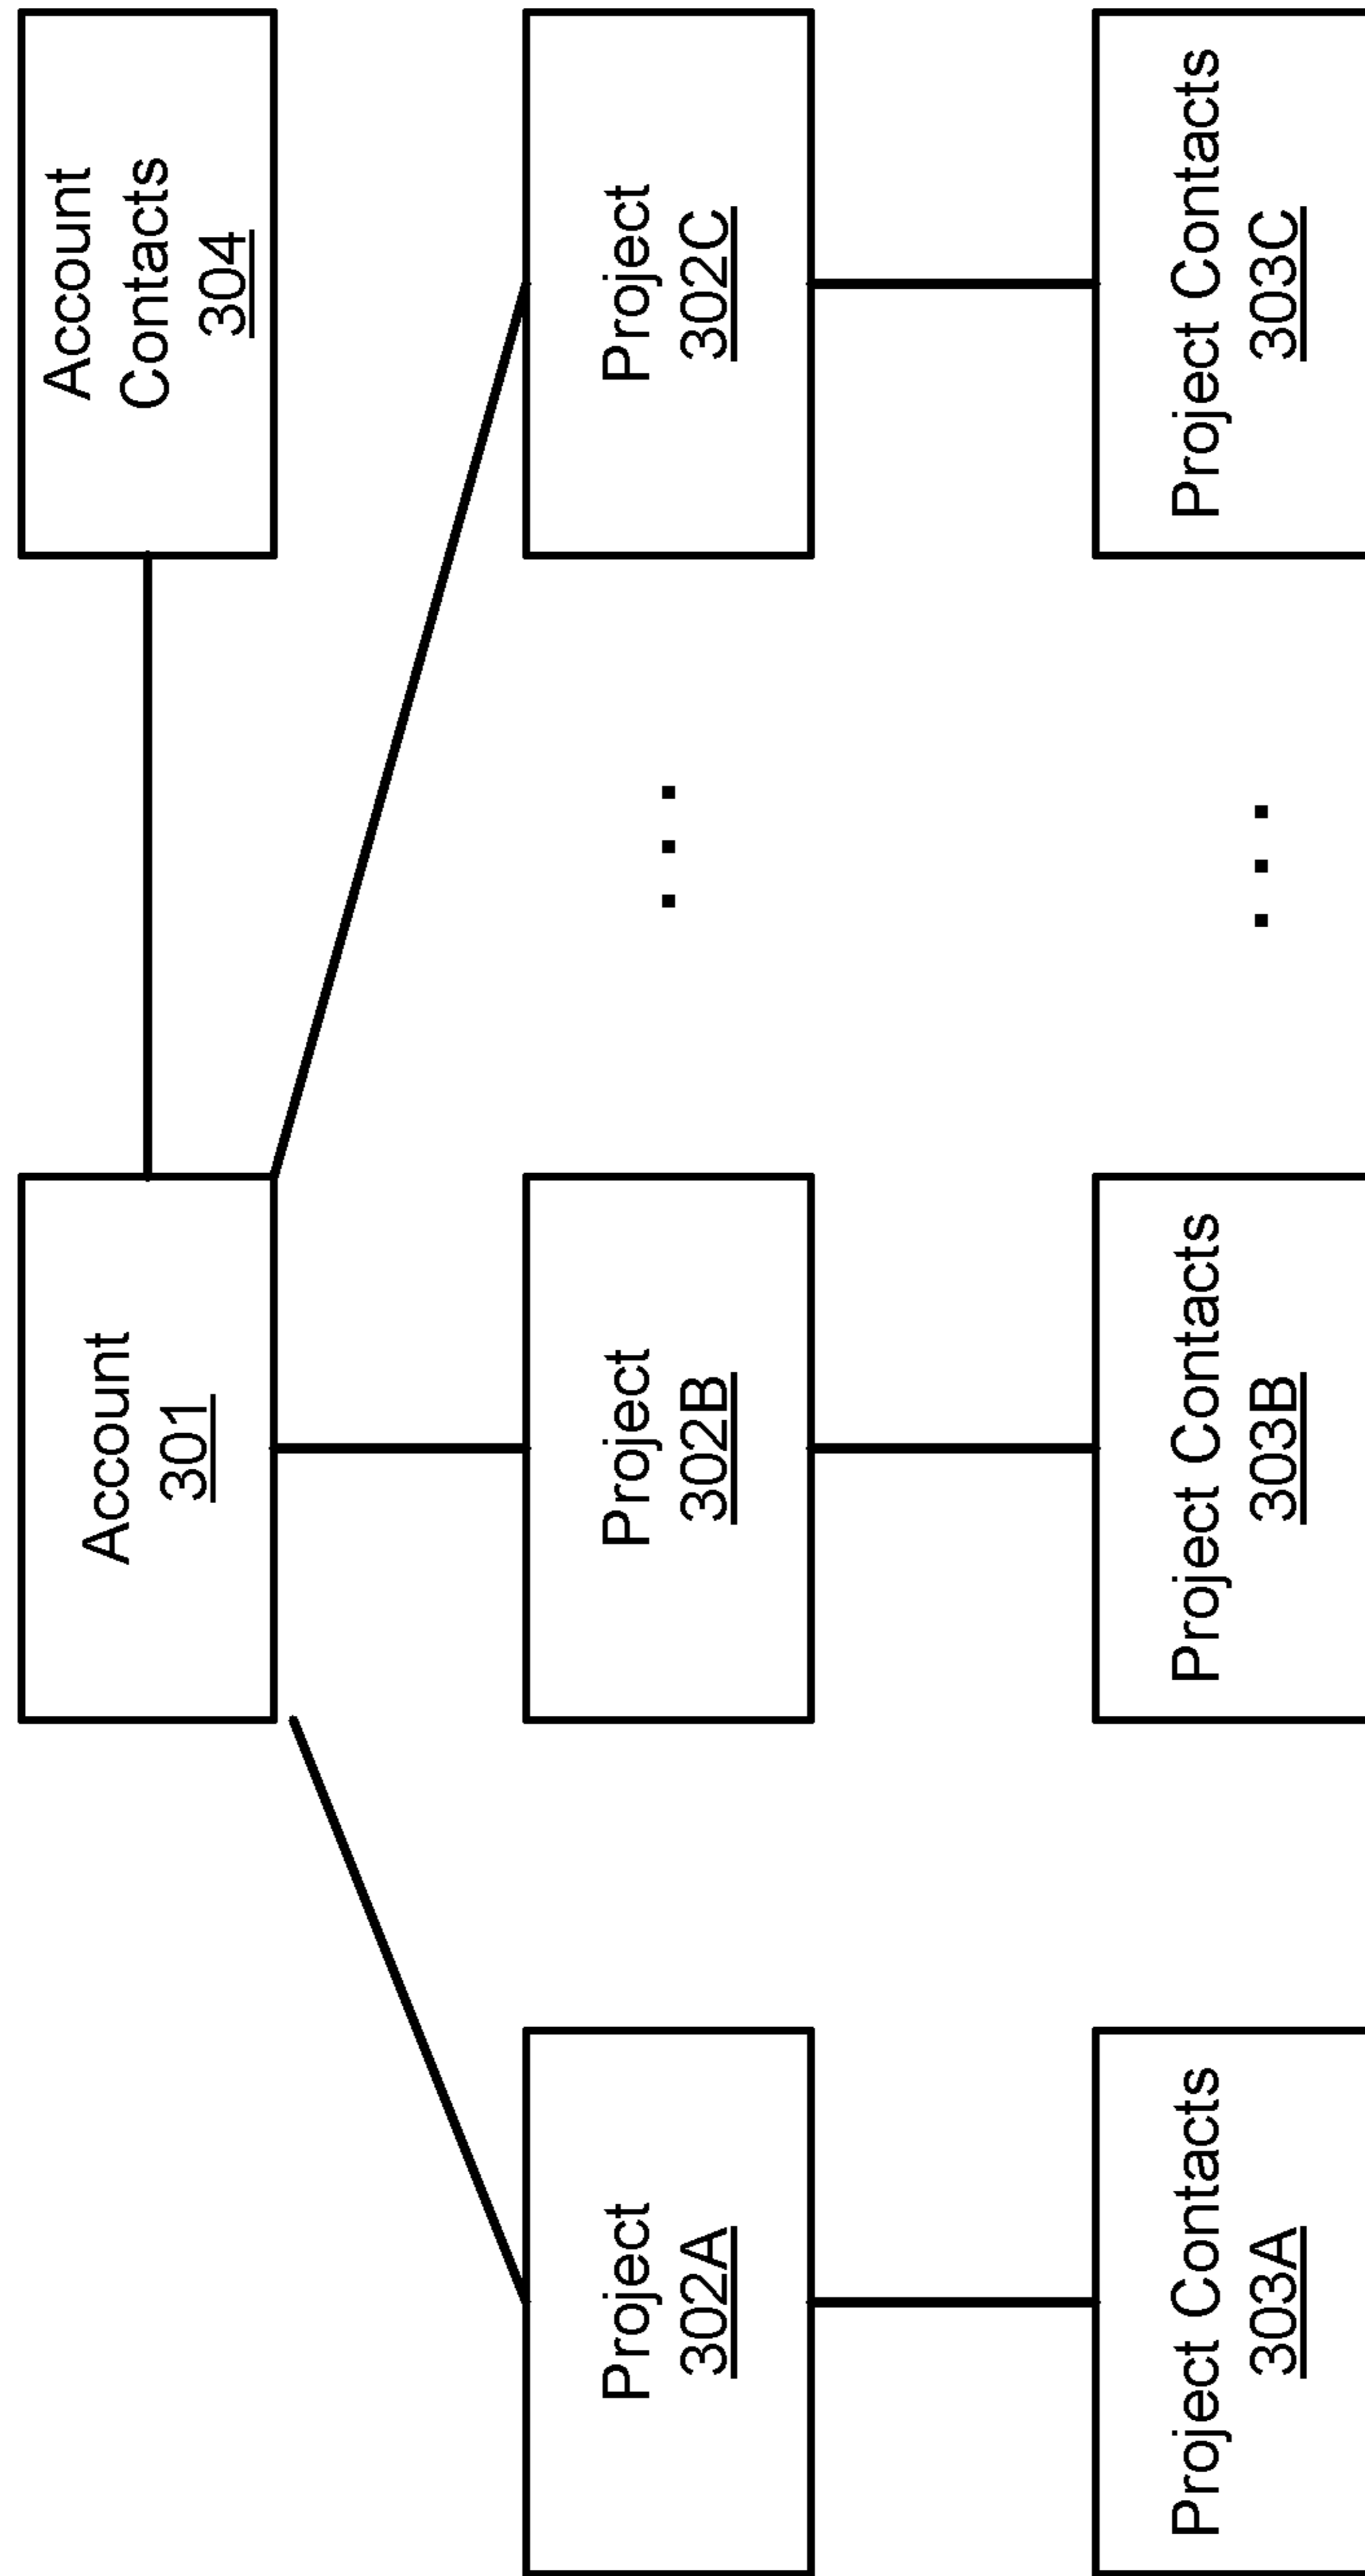 Account
301
Account
Contacts
304
Project
302A
Project
302B
. . .
Project
302C
Project Contacts
303A
Project Contacts
303B
. . .
Project Contacts
303C